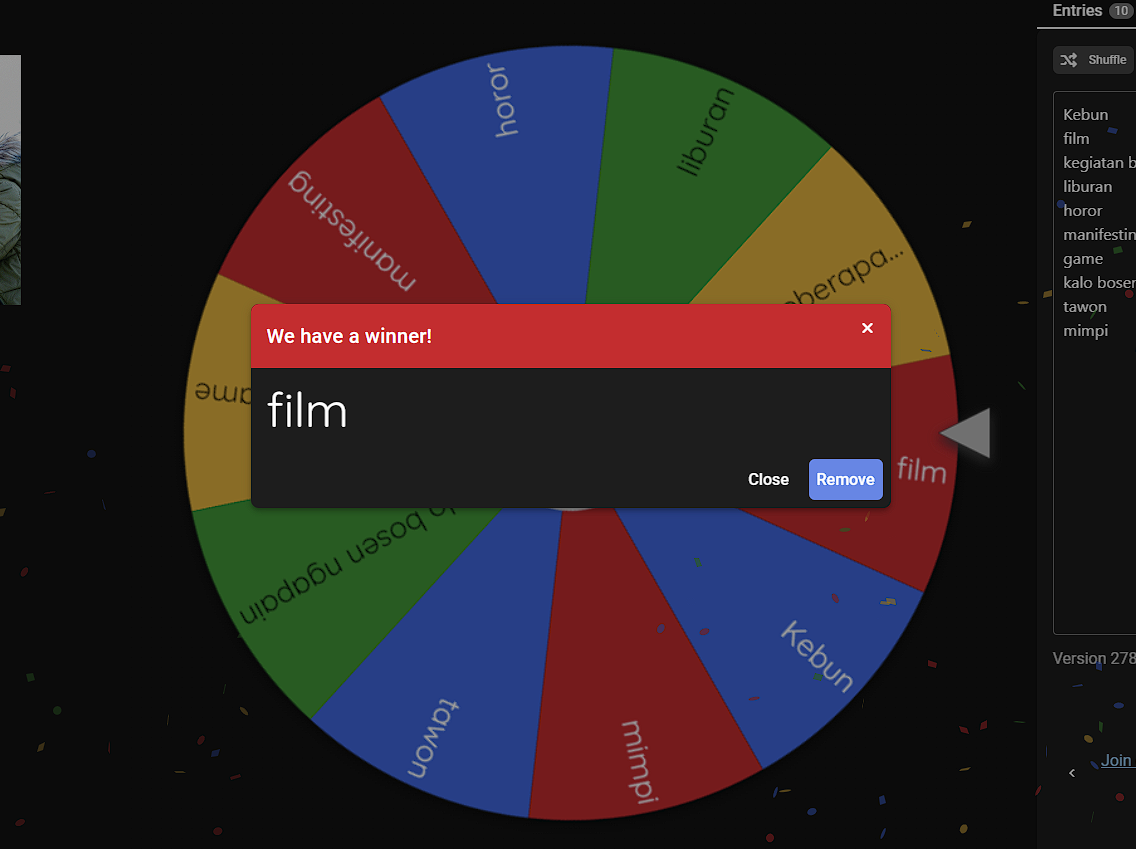 Entries 10
Shuffle
Kebun
film
kegiatan b
liburan
horor
manifestin
game
kalo boser
tawon
mimpi
Version 278
Join
horor
liburan
manifesting
oberapa...
ame
We have a winner!
film
Close
Remove
film
o bosen ngapain
Kebun
tawon
mimpi